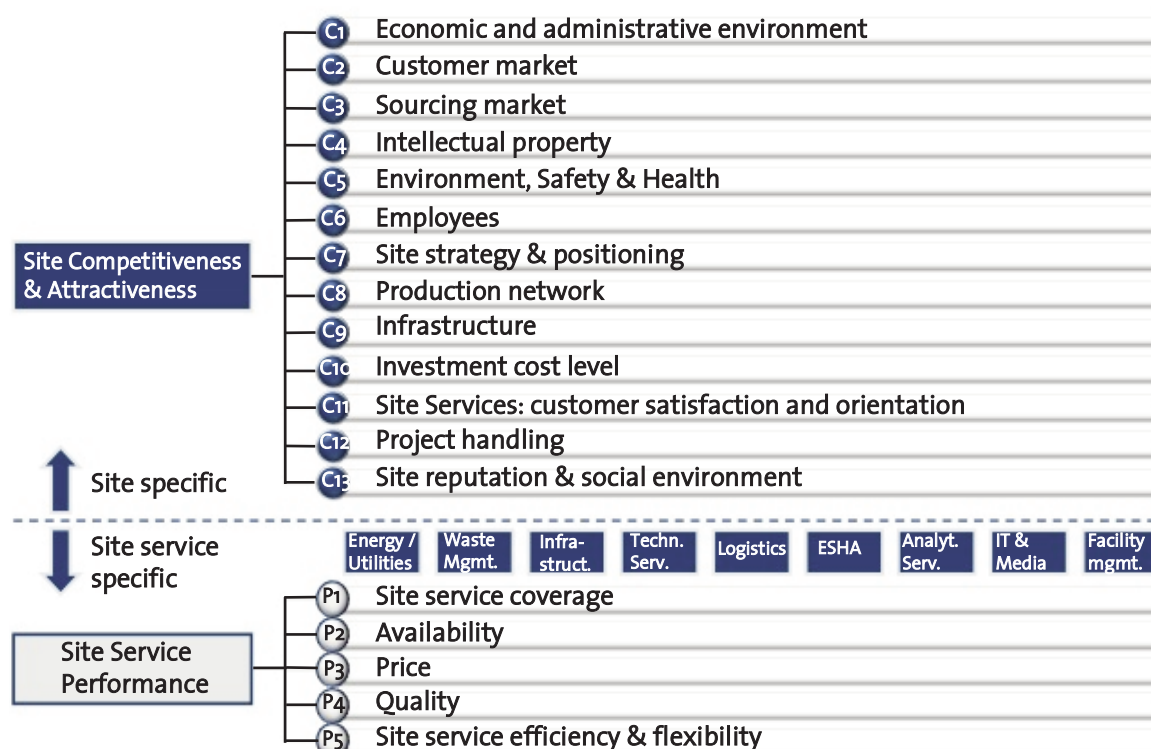 C1 Economic and administrative environment
C2 Customer market
C3 Sourcing market
C4 Intellectual property
C5 Environment, Safety & Health
C6 Employees
C7 Site strategy & positioning
C8 Production network
C9 Infrastructure
C10 Investment cost level
C11 Site Services: customer satisfaction and orientation
C12 Project handling
C13 Site reputation & social environment
Site Competitiveness
& Attractiveness
Site specific
Site service
specific
Energy /
Utilities
Waste
Mgmt.
Infra-
struct.
Techn.
Serv.
Logistics
ESHA
Analyt.
Serv.
IT &
Media
Facility
mgmt.
P1 Site service coverage
P2 Availability
P3 Price
P4 Quality
P5 Site service efficiency & flexibility
Site Service
Performance